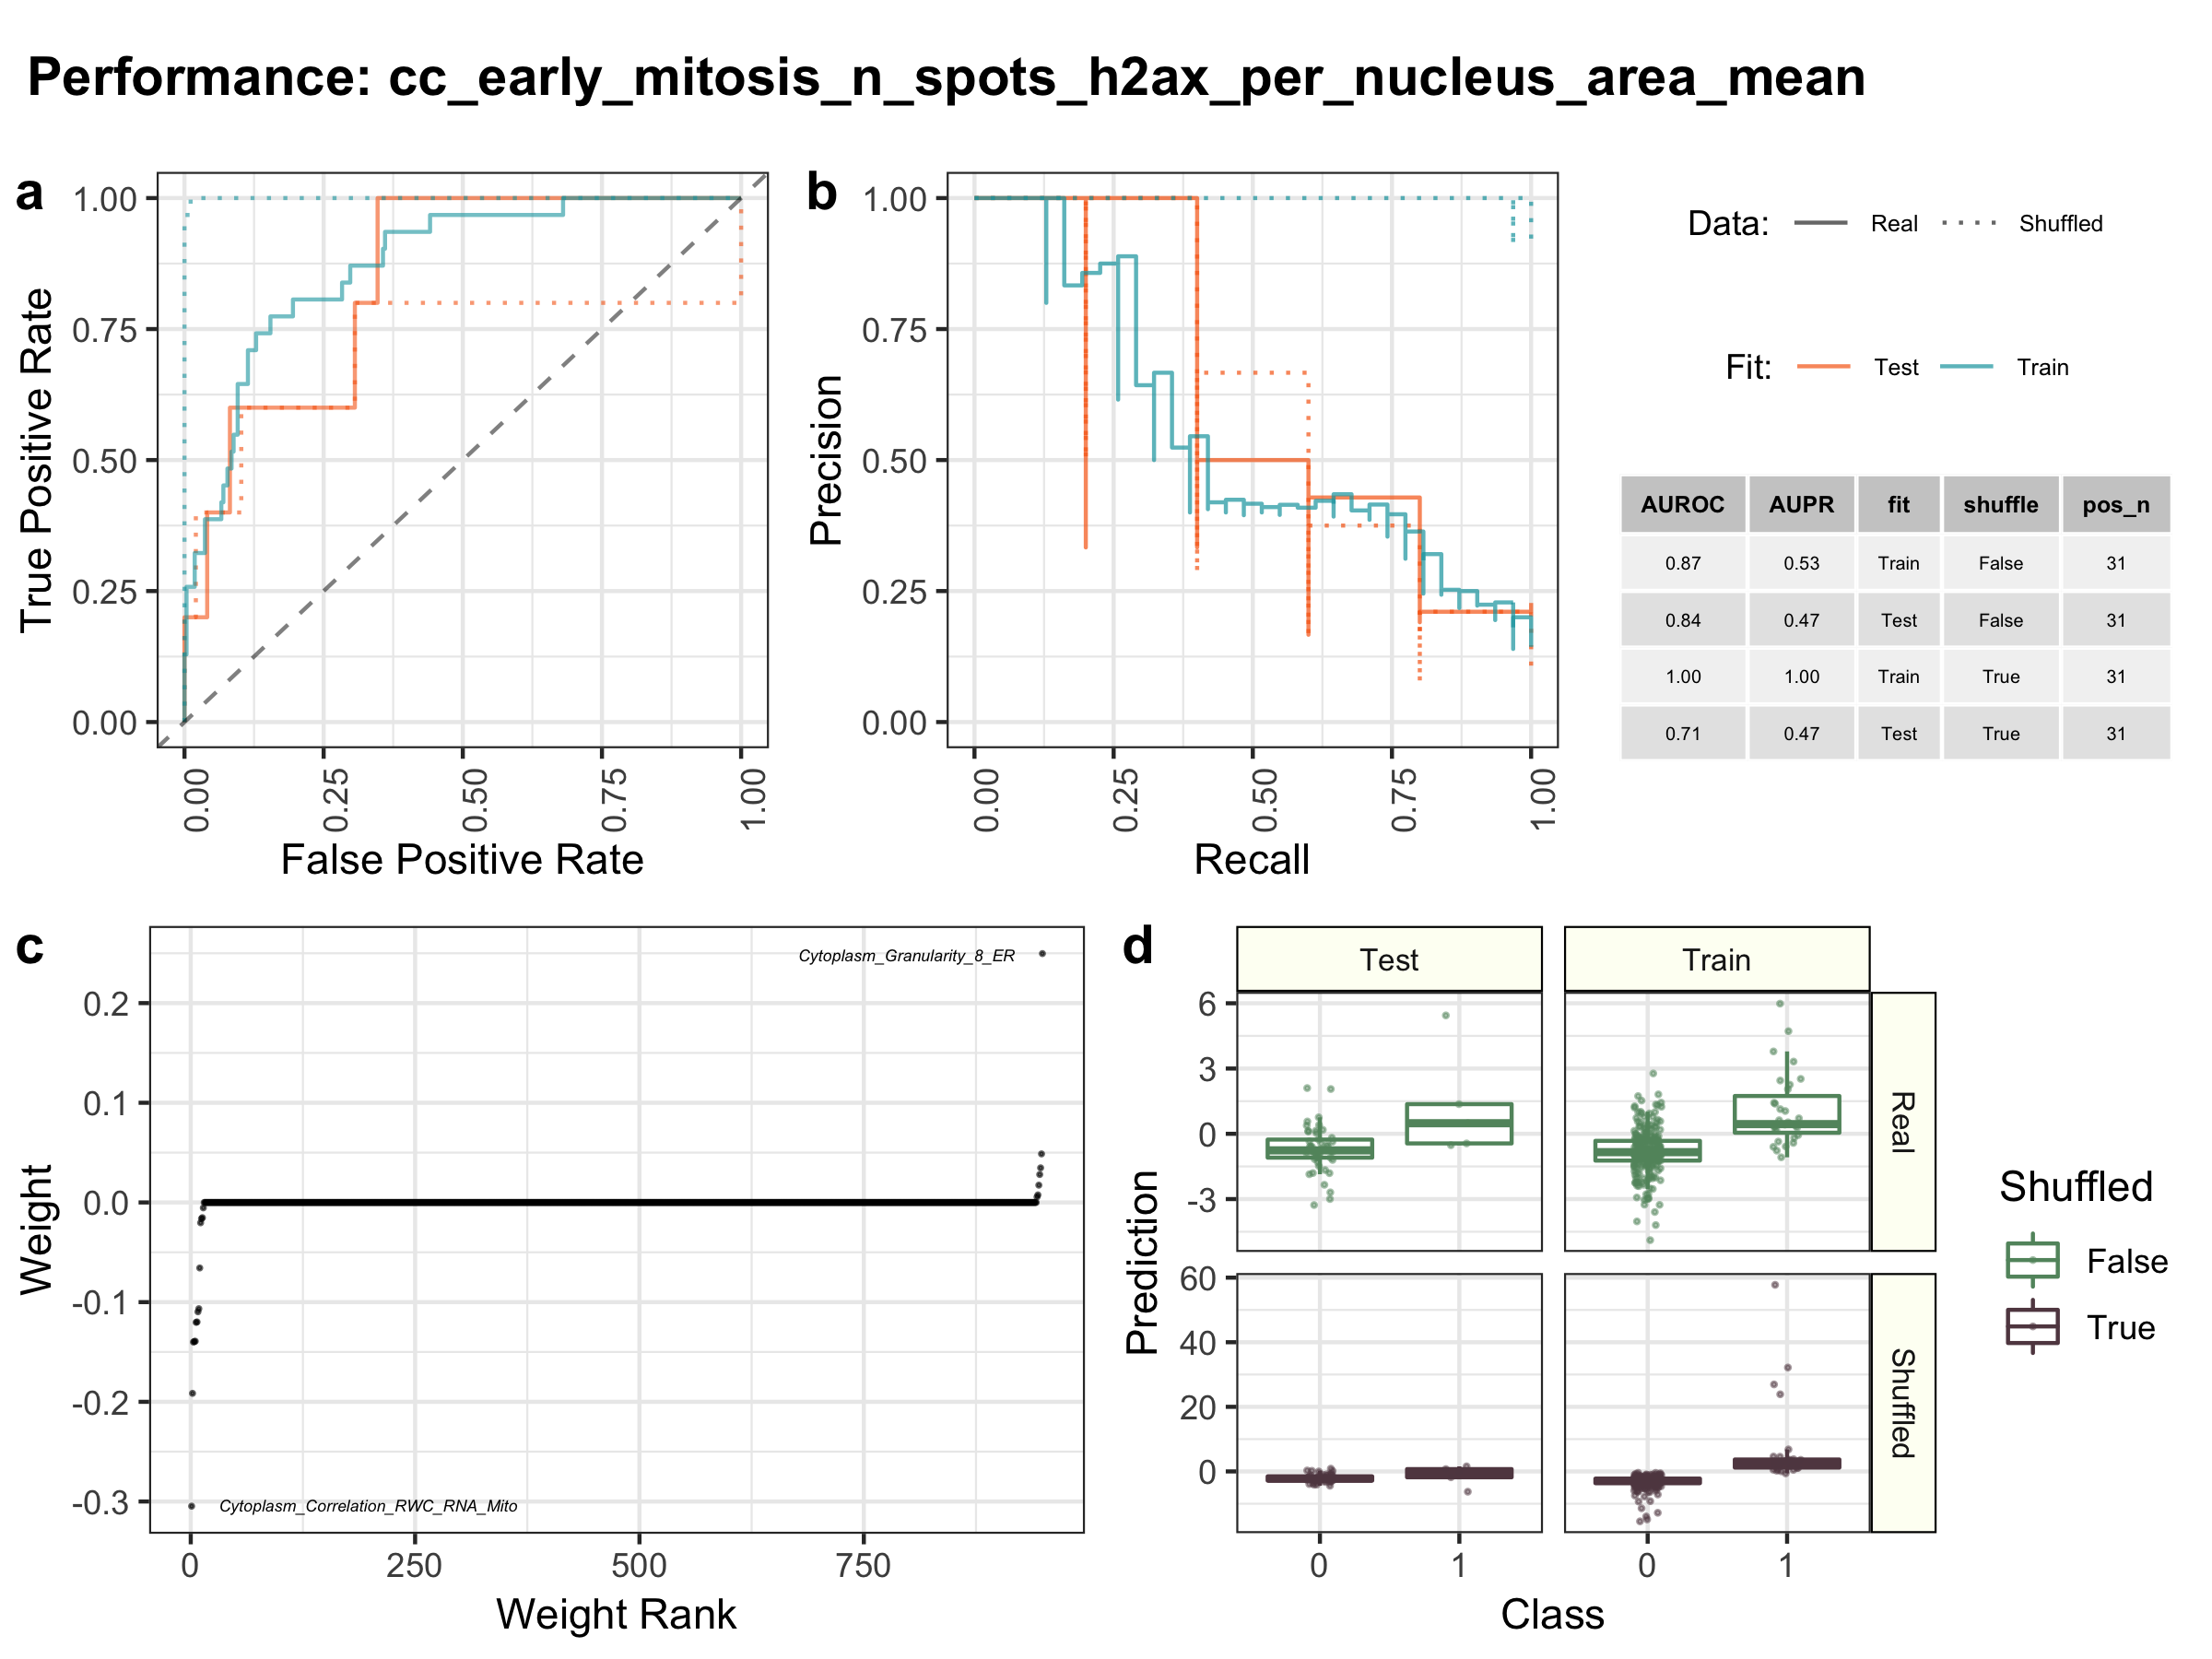 Performance: cc_early_mitosis_n_spots_h2ax_per_nucleus_area_mean
a
True Positive Rate
1.00
0.75
0.50
0.25
0.00
0.00 0.25 0.50 0.75 1.00
False Positive Rate
b
Precision
1.00
0.75
0.50
0.25
0.00
0.00 0.25 0.50 0.75 1.00
Recall
Data: Real Shuffled
Fit: Test Train
AUROC AUPR fit shuffle pos_n
0.87 0.53 Train False 31
0.84 0.47 Test False 31
1.00 1.00 Train True 31
0.71 0.47 Test True 31
c
Weight
0.2
0.1
0.0
-0.1
-0.2
-0.3
Cytoplasm_Granularity_8_ER
Cytoplasm_Correlation_RWC_RNA_Mito
0 250 500 750
Weight Rank
d
Test Train
Prediction
6
3
0
-3
Real
60
40
20
0
Shuffled
0 1 0 1
Class
Shuffled
False
True